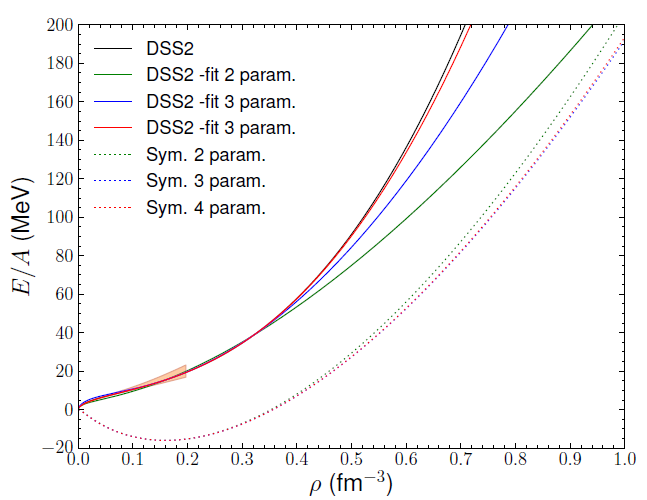 200
180
160
140
120
100
80
60
40
20
0
−20
E/A (MeV)
DSS2
DSS2 -fit 2 param.
DSS2 -fit 3 param.
DSS2 -fit 3 param.
Sym. 2 param.
Sym. 3 param.
Sym. 4 param.
0.0 0.1 0.2 0.3 0.4 0.5 0.6 0.7 0.8 0.9 1.0
ρ (fm⁻³)